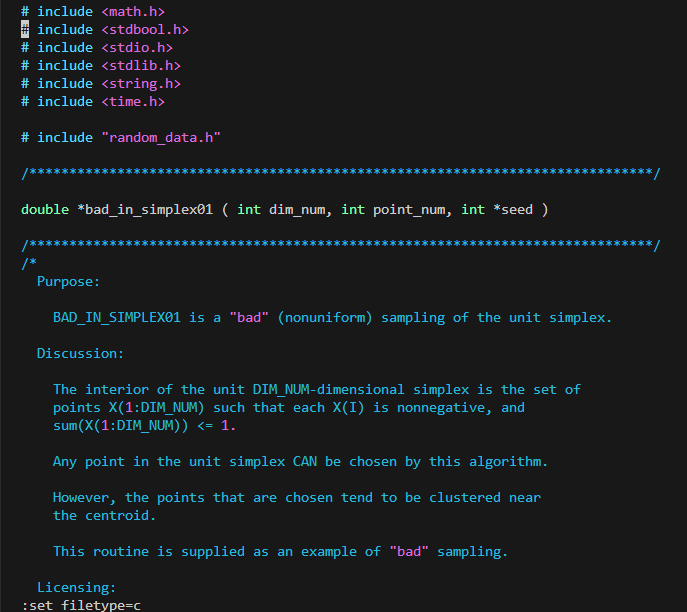 # include <math.h>
# include <stdbool.h>
# include <stdio.h>
# include <stdlib.h>
# include <string.h>
# include <time.h>
# include "random_data.h"
/******************************************************************************/
double *bad_in_simplex01 ( int dim_num, int point_num, int *seed )
/******************************************************************************/
/*
Purpose:
BAD_IN_SIMPLEX01 is a "bad" (nonuniform) sampling of the unit simplex.
Discussion:
The interior of the unit DIM_NUM-dimensional simplex is the set of
points X(1:DIM_NUM) such that each X(I) is nonnegative, and
sum(X(1:DIM_NUM)) <= 1.
Any point in the unit simplex CAN be chosen by this algorithm.
However, the points that are chosen tend to be clustered near
the centroid.
This routine is supplied as an example of "bad" sampling.
Licensing:
:set filetype=c